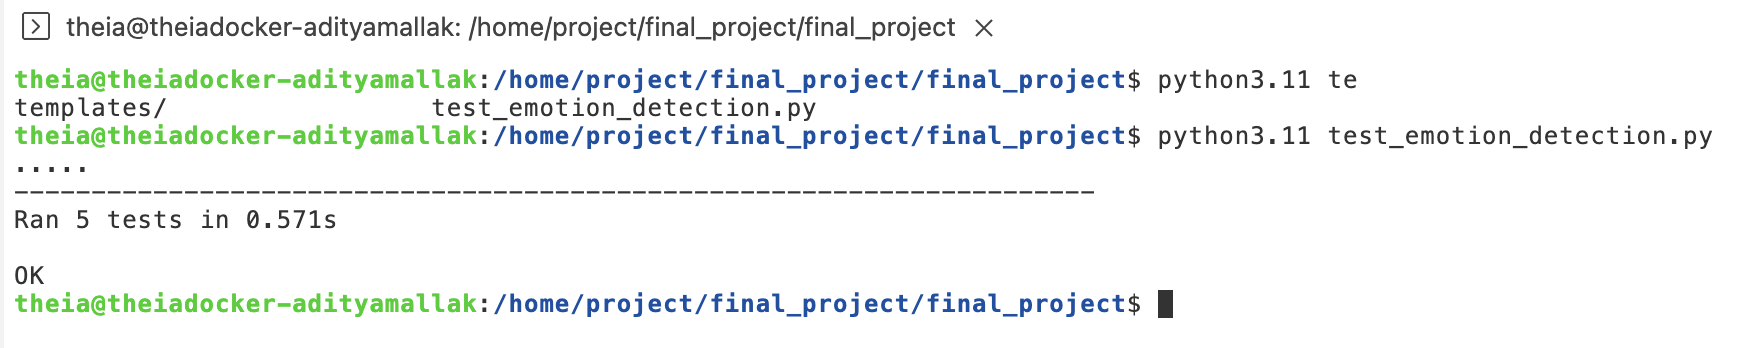 theia@theiadocker-adityamallak: /home/project/final_project/final_project
theia@theiadocker-adityamallak:/home/project/final_project/final_project$ python3.11 te
templates/ test_emotion_detection.py
theia@theiadocker-adityamallak:/home/project/final_project/final_project$ python3.11 test_emotion_detection.py
.....
----------------------------------------------------------------------
Ran 5 tests in 0.571s
OK
theia@theiadocker-adityamallak:/home/project/final_project/final_project$